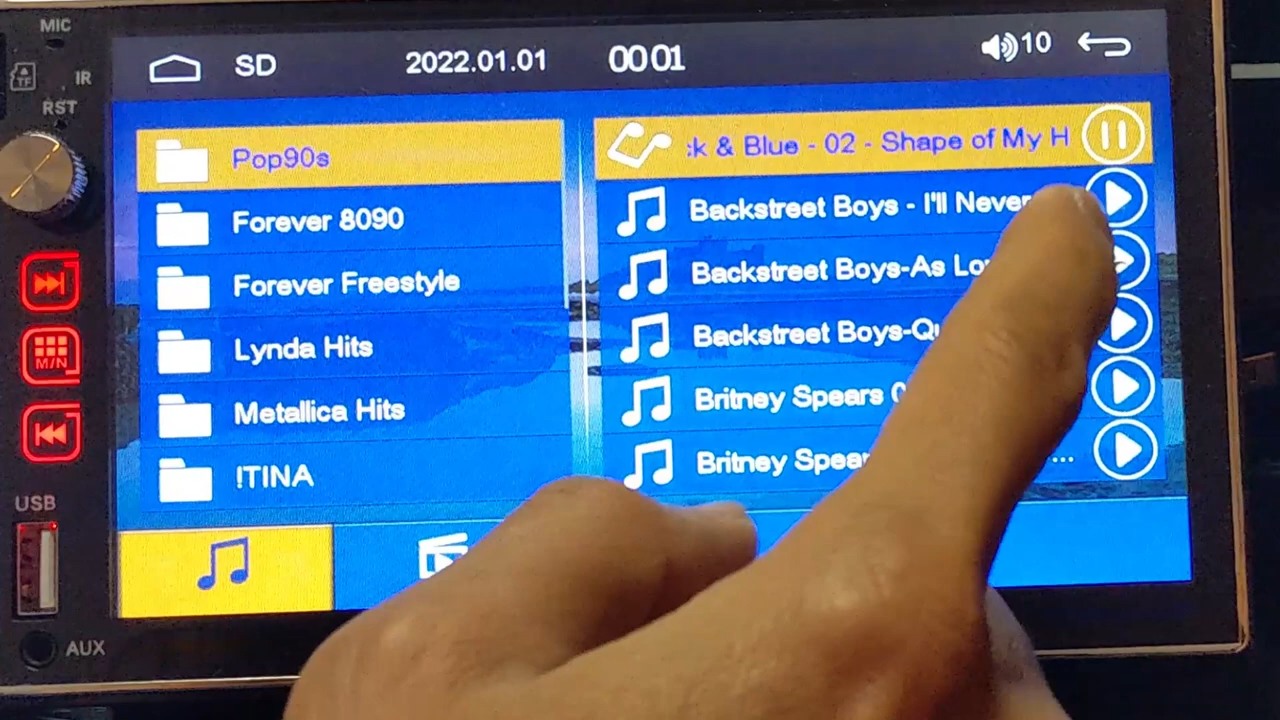 MIC
SD 2022.01.01 00 01 10
TF
IR
RST
Pop90s
Forever 8090
Forever Freestyle
Lynda Hits
Metallica Hits
!TINA
:k & Blue - 02 - Shape of My H
Backstreet Boys - I'll Never
Backstreet Boys-As Lo
Backstreet Boys-Qu
Britney Spears
Britney Spear ...
M/N
USB
AUX